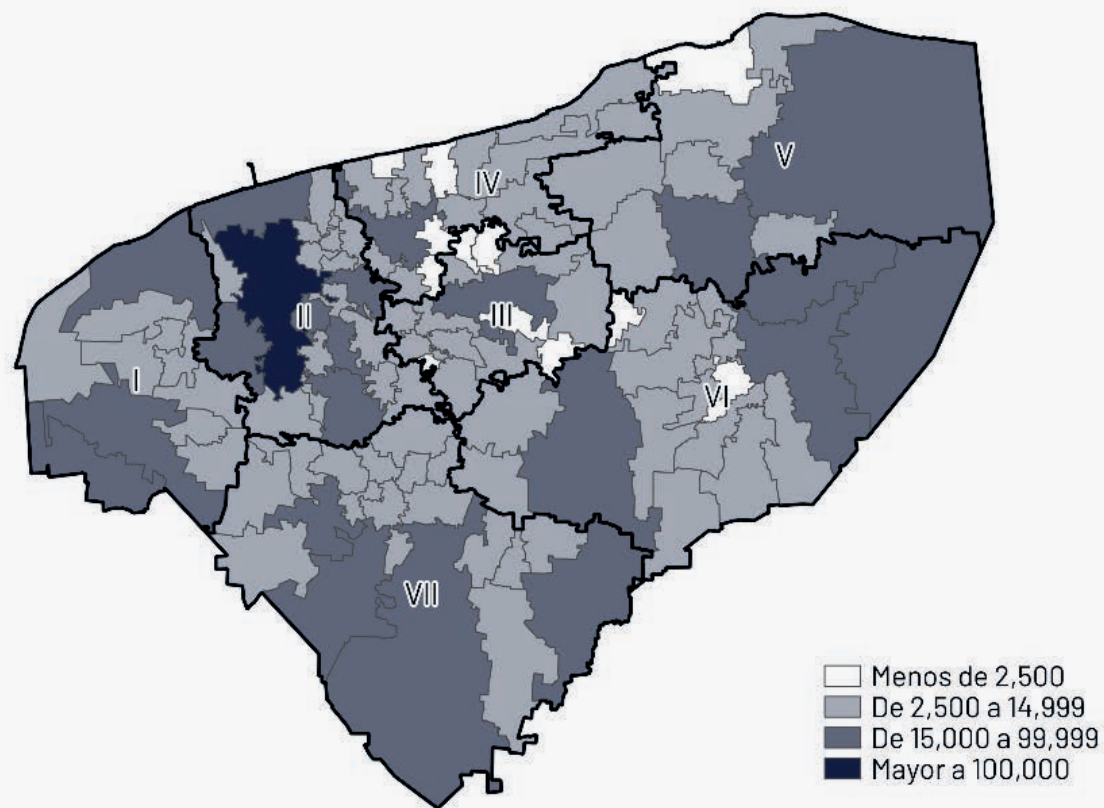 V
IV
II
III
I
VI
VII
Menos de 2,500
De 2,500 a 14,999
De 15,000 a 99,999
Mayor a 100,000